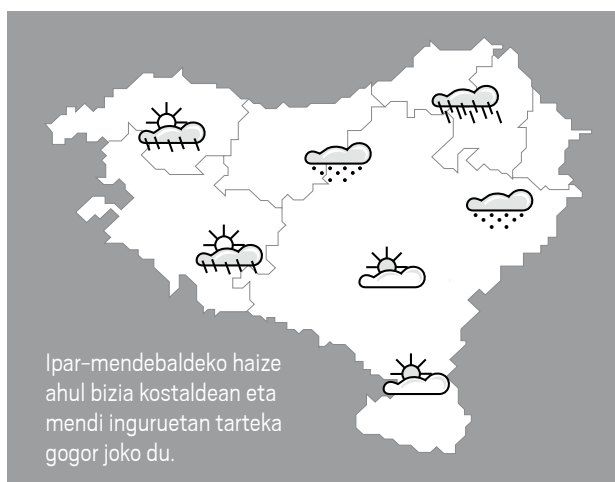 Ipar-mendebaldeko haize
ahul bizia kostaldean eta
mendi inguruetan tarteka
gogor joko du.